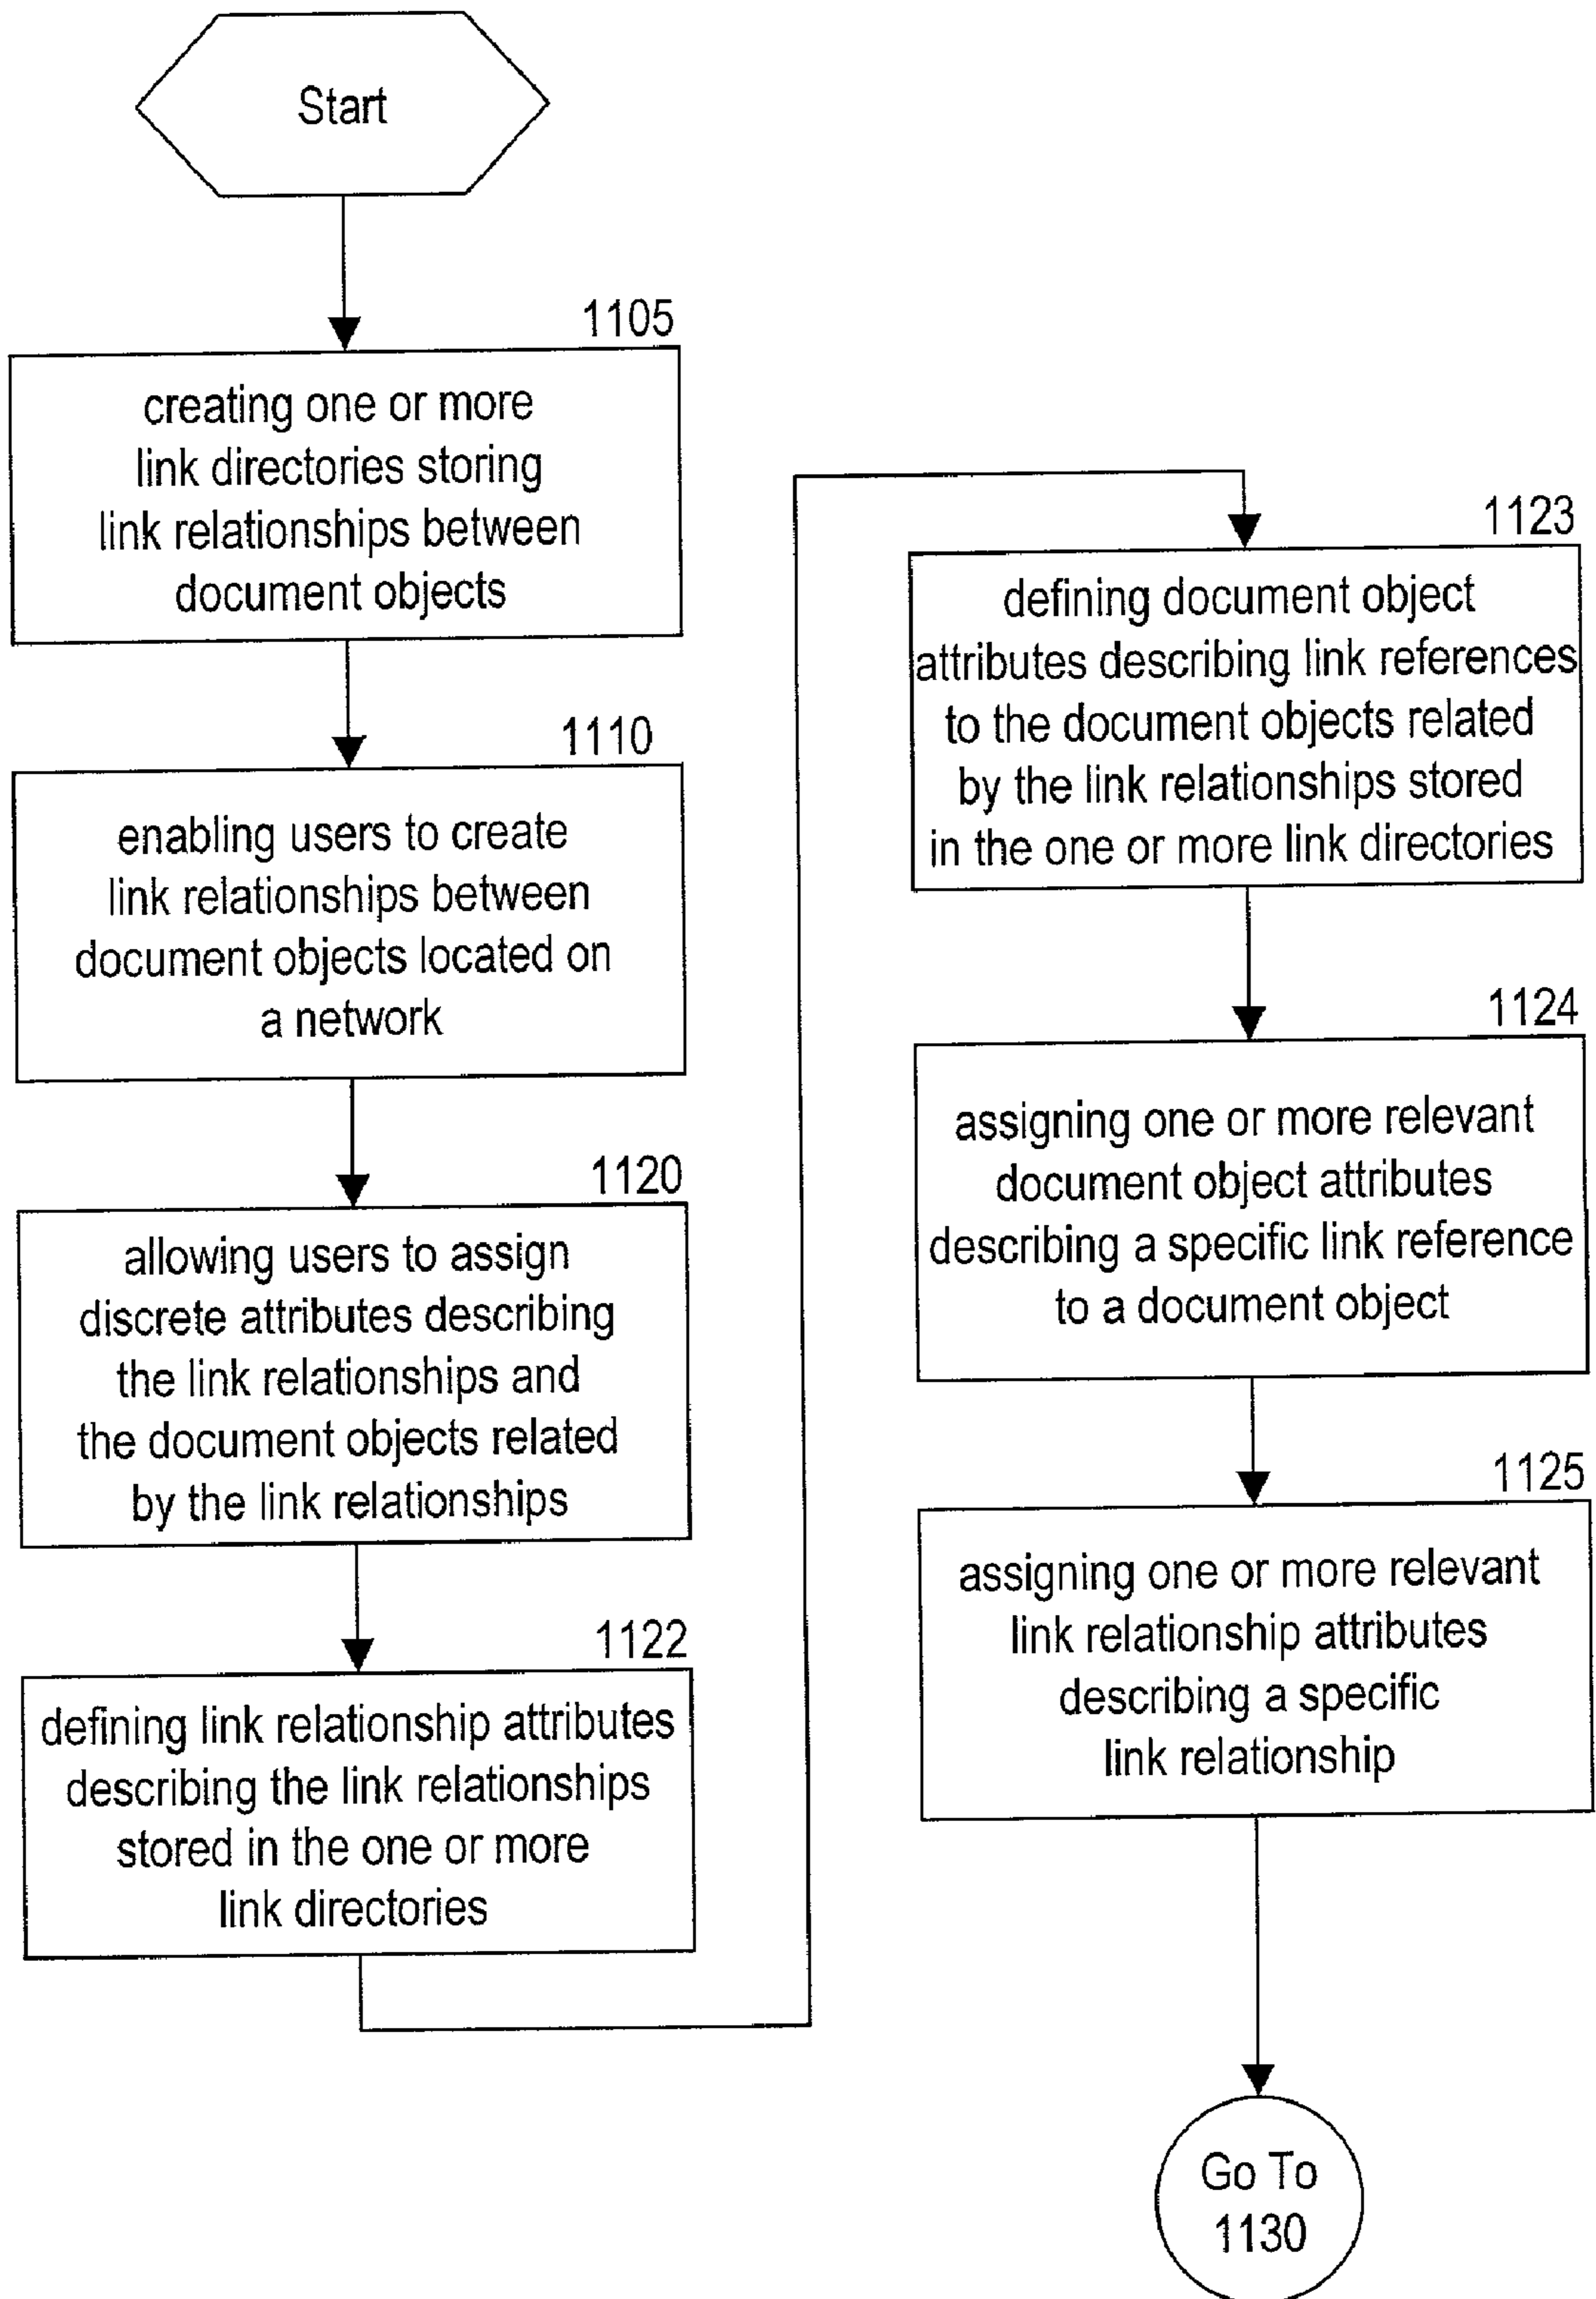 Start
1105
creating one or more
link directories storing
link relationships between
document objects
1110
enabling users to create
link relationships between
document objects located on
a network
1120
allowing users to assign
discrete attributes describing
the link relationships and
the document objects related
by the link relationships
1122
defining link relationship attributes
describing the link relationships
stored in the one or more
link directories
1123
defining document object
attributes describing link references
to the document objects related
by the link relationships stored
in the one or more link directories
1124
assigning one or more relevant
document object attributes
describing a specific link reference
to a document object
1125
assigning one or more relevant
link relationship attributes
describing a specific
link relationship
Go To
1130